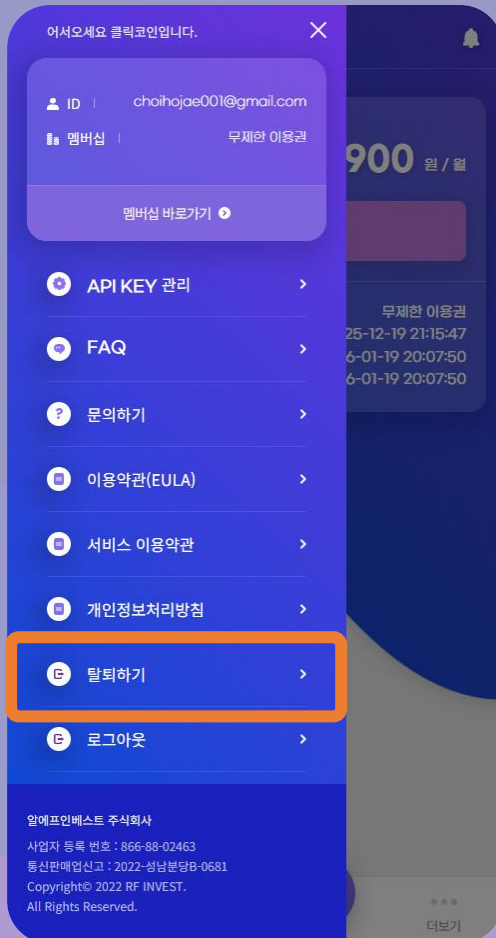 어서오세요 클릭코인입니다.
ID choihojae001@gmail.com
멤버십 무제한 이용권
멤버십 바로가기
API KEY 관리
FAQ
문의하기
이용약관(EULA)
서비스 이용약관
개인정보처리방침
탈퇴하기
로그아웃
알에프인베스트 주식회사
사업자 등록 번호 : 866-88-02463
통신판매업신고 : 2022-성남분당B-0681
Copyright© 2022 RF INVEST.
All Rights Reserved.
900 원 / 월
무제한 이용권
25-12-19 21:15:47
6-01-19 20:07:50
6-01-19 20:07:50
더보기